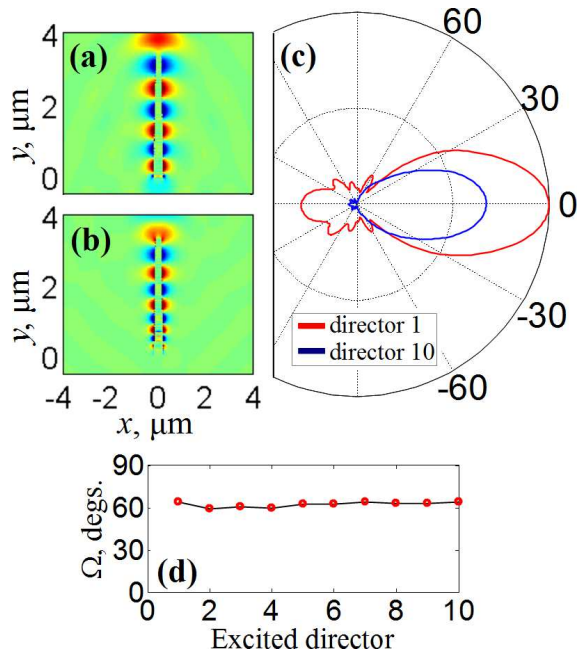 (a)
4
2
0
y, μm
(b)
4
2
0
y, μm
-4 -2 0 2 4
x, μm
(c)
60
30
0
-30
-60
director 1
director 10
90
60
30
0
Ω, degs.
(d)
0 2 4 6 8 10
Excited director